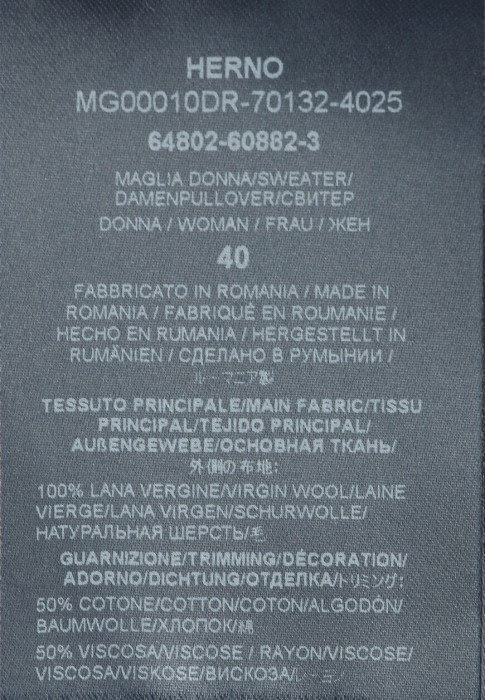 HERNO
MG00010DR-70132-4025
64802-60882-3
MAGLIA DONNA/SWEATER/
DAMENPULLOVER/СВИТЕР
DONNA / WOMAN / FRAU / ЖЕН
40
FABBRICATO IN ROMANIA / MADE IN
ROMANIA / FABRIQUÉ EN ROUMANIE /
HECHO EN RUMANIA / HERGESTELLT IN
RUMÄNIEN / СДЕЛАНО В РУМЫНИИ /
ルーマニア製
TESSUTO PRINCIPALE/MAIN FABRIC/TISSU
PRINCIPAL/TEJIDO PRINCIPAL/
AUßENGEWEBE/ОСНОВНАЯ ТКАНЬ/
外側の布地:
100% LANA VERGINE/VIRGIN WOOL/LAINE
VIERGE/LANA VIRGEN/SCHURWOLLE/
НАТУРАЛЬНАЯ ШЕРСТЬ/毛
GUARNIZIONE/TRIMMING/DÉCORATION/
ADORNO/DICHTUNG/ОТДЕЛКА/トリミング:
50% COTONE/COTTON/COTON/ALGODÓN/
BAUMWOLLE/ХЛОПОК/綿
50% VISCOSA/VISCOSE / RAYON/VISCOSE/
VISCOSA/VISKOSE/ВИСКОЗА/レーヨン